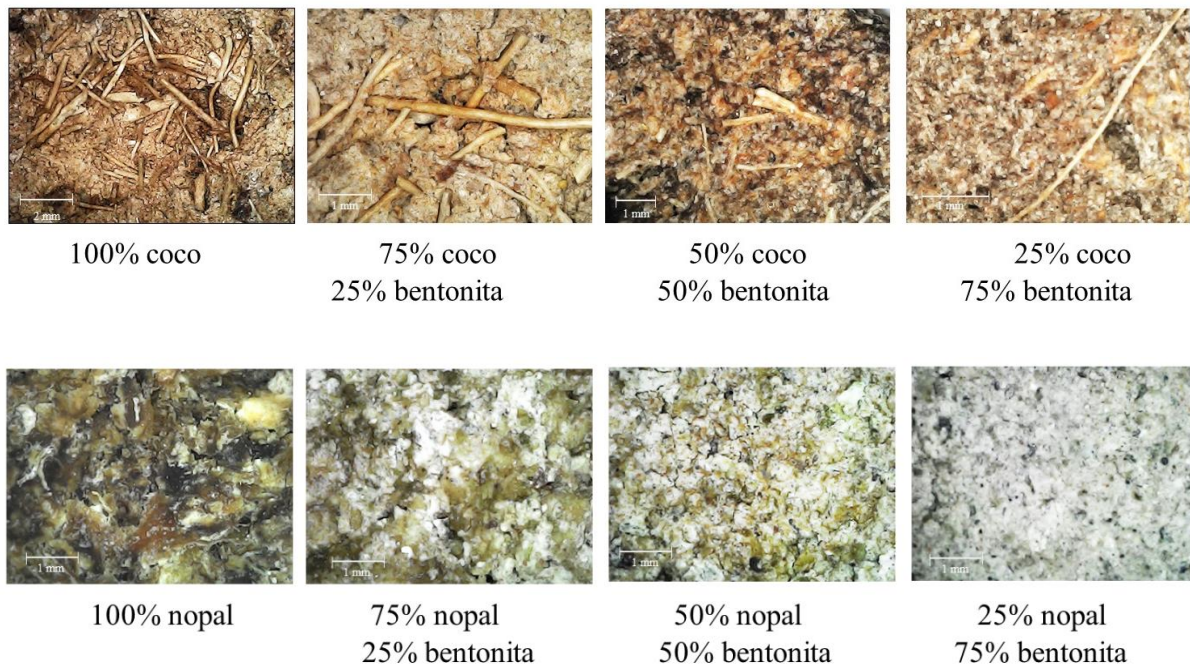 2 mm
1 mm
1 mm
1 mm
100% coco
75% coco
25% bentonita
50% coco
50% bentonita
25% coco
75% bentonita
1 mm
1 mm
1 mm
1 mm
100% nopal
75% nopal
25% bentonita
50% nopal
50% bentonita
25% nopal
75% bentonita